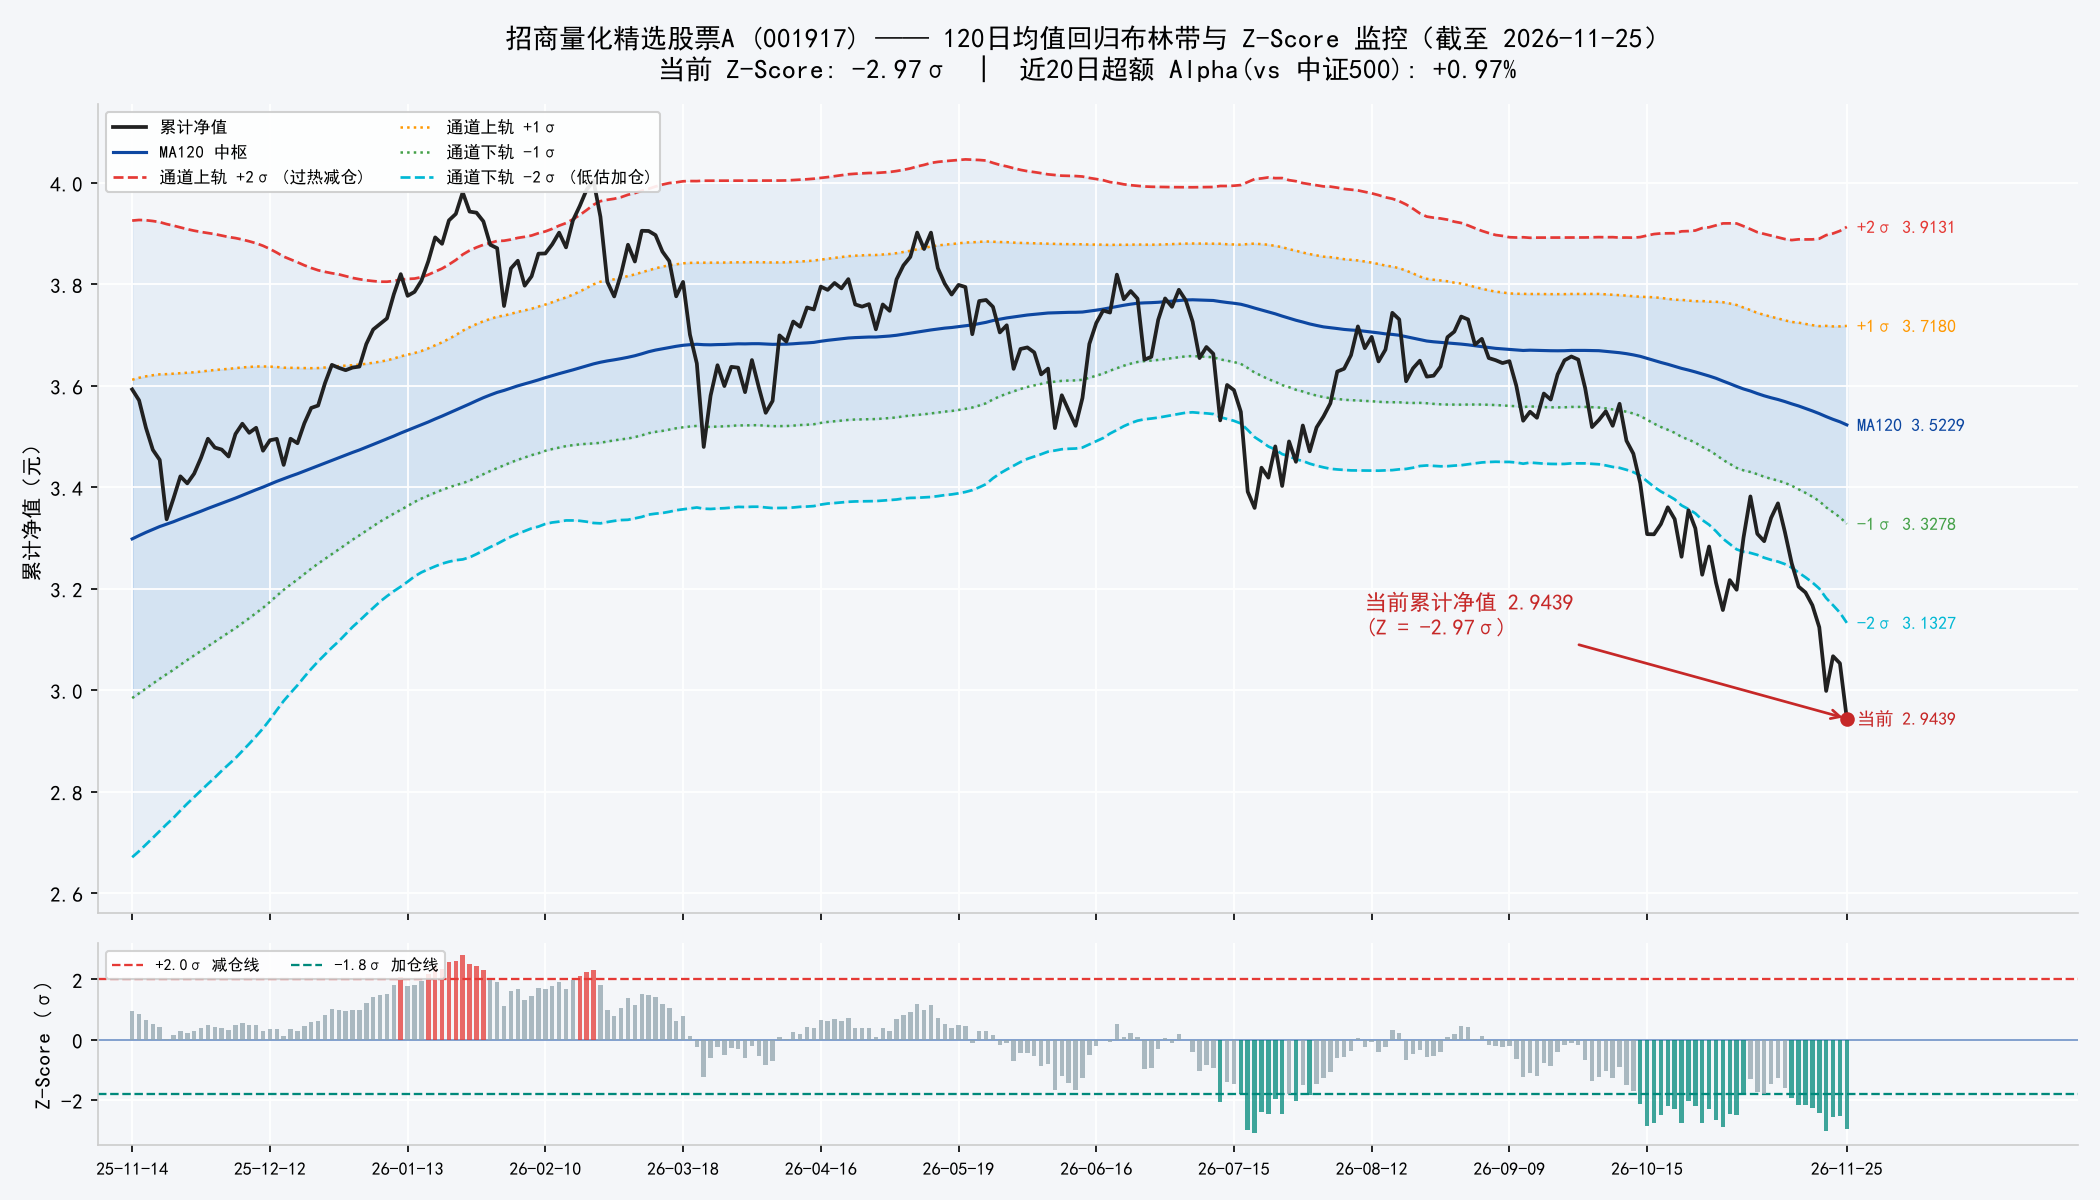 招商量化精选股票A (001917) —— 120日均值回归布林带与 Z-Score 监控（截至 2026-11-25）
当前 Z-Score: -2.97σ | 近20日超额 Alpha(vs 中证500): +0.97%
累计净值
MA120 中枢
通道上轨 +2σ (过热减仓)
通道上轨 +1σ
通道下轨 -1σ
通道下轨 -2σ (低估加仓)
累计净值 (元)
4.0
3.8
3.6
3.4
3.2
3.0
2.8
2.6
+2σ 3.9131
+1σ 3.7180
MA120 3.5229
-1σ 3.3278
-2σ 3.1327
当前累计净值 2.9439
(Z = -2.97σ)
当前 2.9439
+2.0σ 减仓线
-1.8σ 加仓线
Z-Score (σ)
2
0
-2
25-11-14
25-12-12
26-01-13
26-02-10
26-03-18
26-04-16
26-05-19
26-06-16
26-07-15
26-08-12
26-09-09
26-10-15
26-11-25